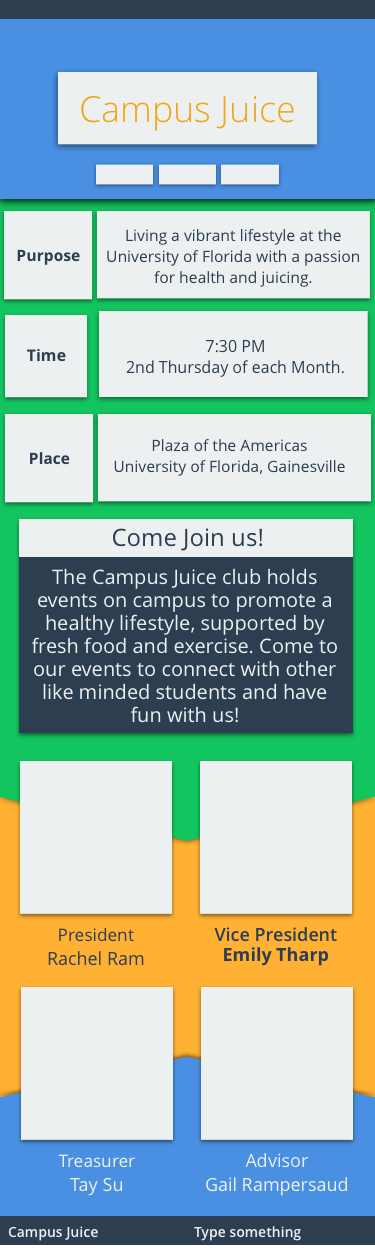 Campus Juice
Purpose
Living a vibrant lifestyle at the
University of Florida with a passion
for health and juicing.
Time
7:30 PM
2nd Thursday of each Month.
Place
Plaza of the Americas
University of Florida, Gainesville
Come Join us!
The Campus Juice club holds
events on campus to promote a
healthy lifestyle, supported by
fresh food and exercise. Come to
our events to connect with other
like minded students and have
fun with us!
President
Rachel Ram
Vice President
Emily Tharp
Treasurer
Tay Su
Advisor
Gail Rampersaud
Campus Juice
Type something